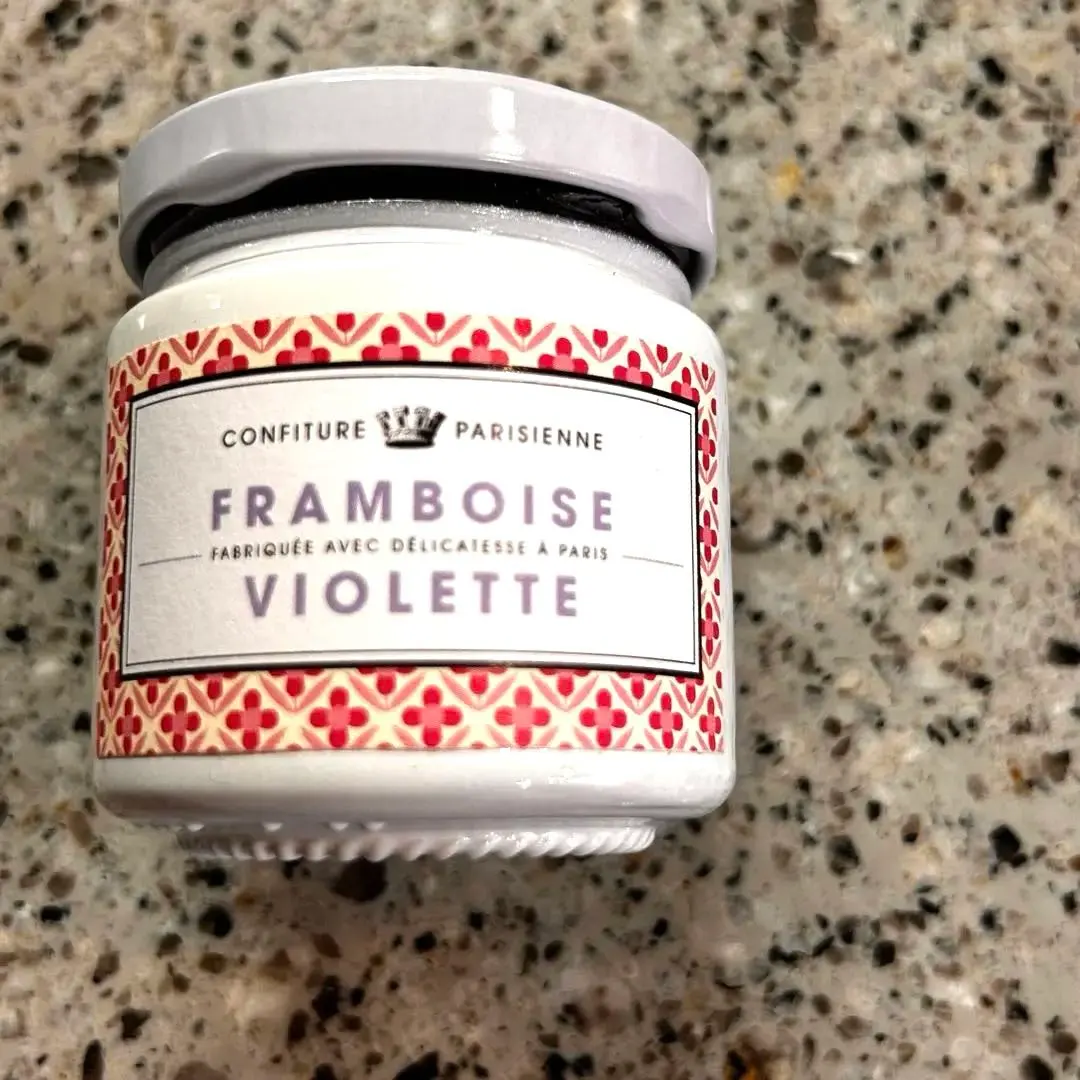 CONFITURE PARISIENNE
FRAMBOISE
FABRIQUÉE AVEC DÉLICATESSE À PARIS
VIOLETTE